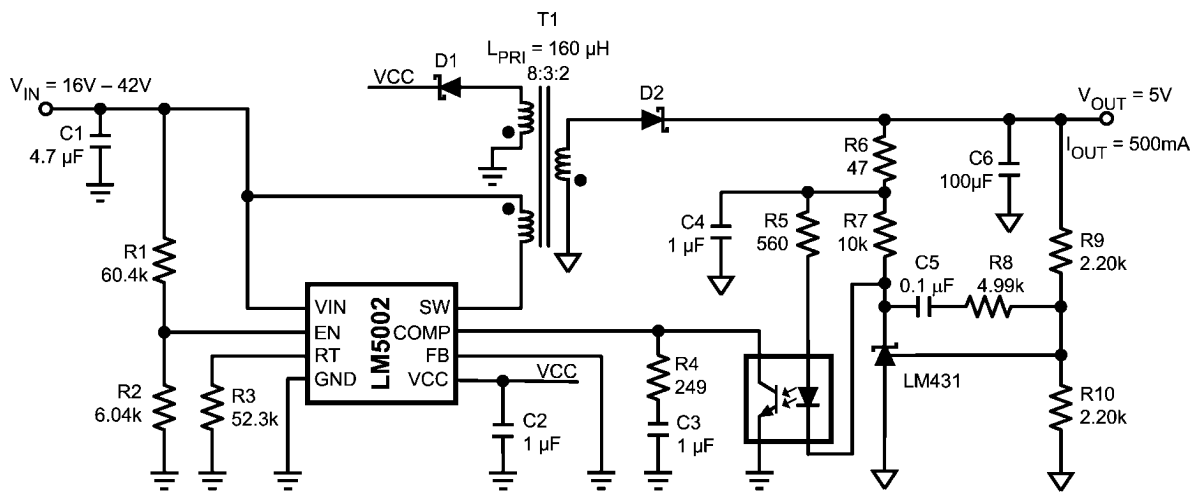 T1
L_PRI = 160 µH
8:3:2
D1
VCC
V_IN = 16V – 42V
C1
4.7 µF
D2
V_OUT = 5V
I_OUT = 500mA
R6
47
C6
100µF
C4
1 µF
R5
560
R7
10k
R1
60.4k
C5
0.1 µF
R8
4.99k
R9
2.20k
LM5002
VIN
EN
RT
GND
SW
COMP
FB
VCC
VCC
R4
249
LM431
R2
6.04k
R3
52.3k
R10
2.20k
C2
1 µF
C3
1 µF